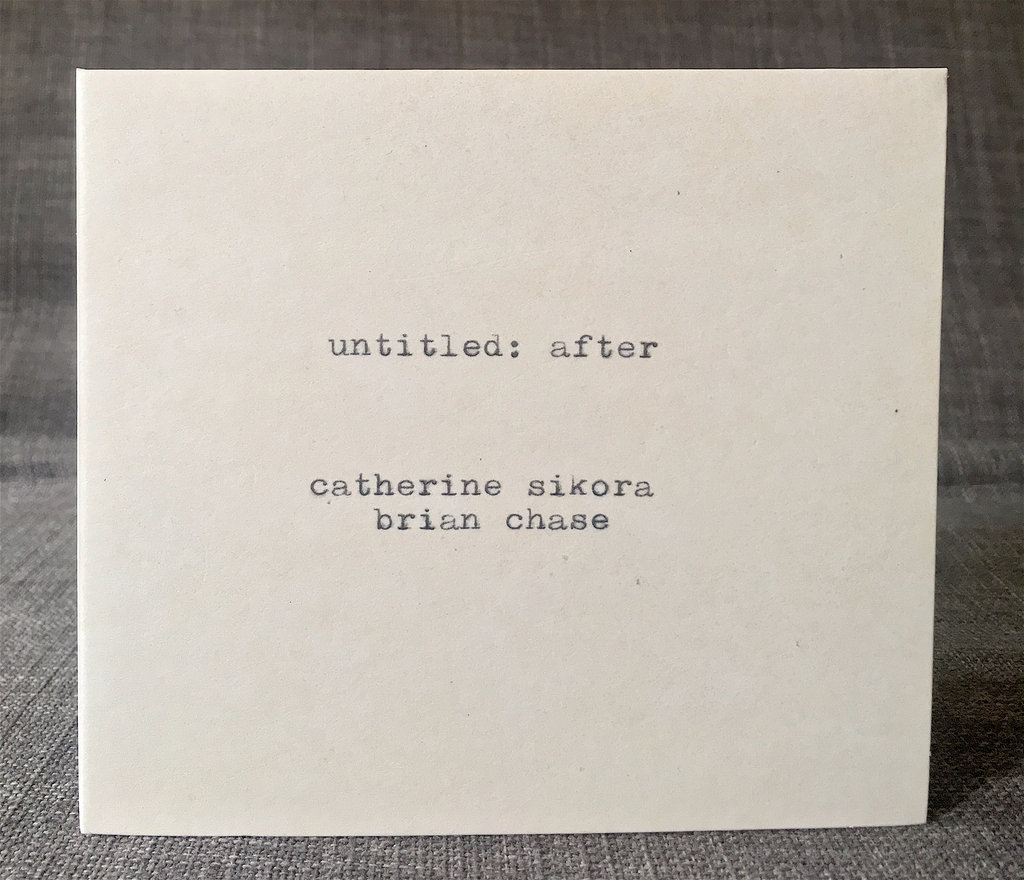 untitled: after
catherine sikora
brian chase